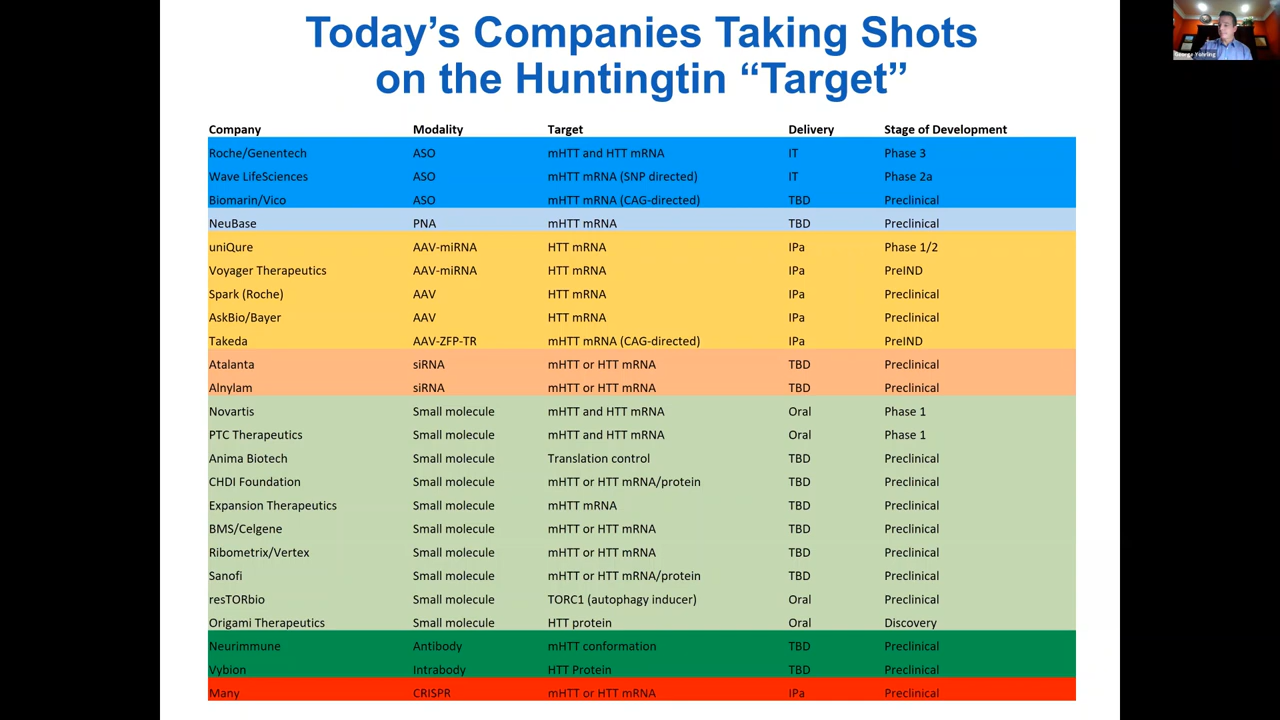 Today's Companies Taking Shots
on the Huntingtin “Target”
Company Modality Target Delivery Stage of Development
Roche/Genentech ASO mHTT and HTT mRNA IT Phase 3
Wave LifeSciences ASO mHTT mRNA (SNP directed) IT Phase 2a
Biomarin/Vico ASO mHTT mRNA (CAG-directed) TBD Preclinical
NeuBase PNA mHTT mRNA TBD Preclinical
uniQure AAV-miRNA HTT mRNA IPa Phase 1/2
Voyager Therapeutics AAV-miRNA HTT mRNA IPa PreIND
Spark (Roche) AAV HTT mRNA IPa Preclinical
AskBio/Bayer AAV HTT mRNA IPa Preclinical
Takeda AAV-ZFP-TR mHTT mRNA (CAG-directed) IPa PreIND
Atalanta siRNA mHTT or HTT mRNA TBD Preclinical
Alnylam siRNA mHTT or HTT mRNA TBD Preclinical
Novartis Small molecule mHTT and HTT mRNA Oral Phase 1
PTC Therapeutics Small molecule mHTT and HTT mRNA Oral Phase 1
Anima Biotech Small molecule Translation control TBD Preclinical
CHDI Foundation Small molecule mHTT or HTT mRNA/protein TBD Preclinical
Expansion Therapeutics Small molecule mHTT mRNA TBD Preclinical
BMS/Celgene Small molecule mHTT or HTT mRNA TBD Preclinical
Ribometrix/Vertex Small molecule mHTT or HTT mRNA TBD Preclinical
Sanofi Small molecule mHTT or HTT mRNA/protein TBD Preclinical
resTORbio Small molecule TORC1 (autophagy inducer) Oral Preclinical
Origami Therapeutics Small molecule HTT protein Oral Discovery
Neurimmune Antibody mHTT conformation TBD Preclinical
Vybion Intrabody HTT Protein TBD Preclinical
Many CRISPR mHTT or HTT mRNA IPa Preclinical
George Yohrling